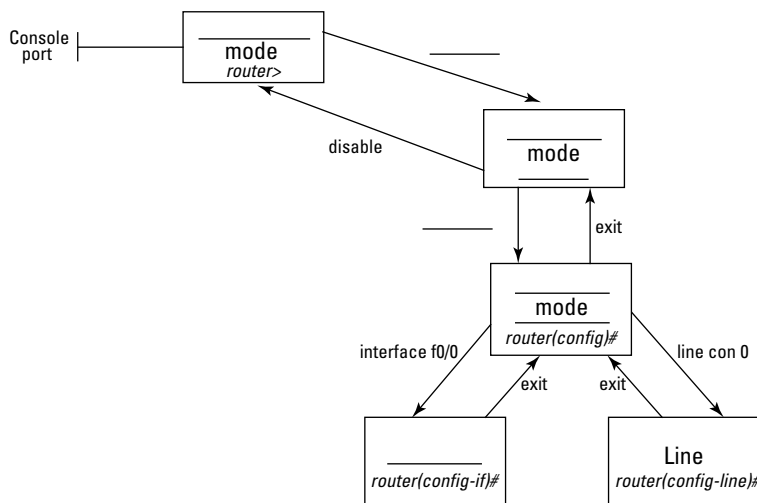 Console
port
mode
router>
disable
mode
exit
mode
router(config)#
interface f0/0
line con 0
exit
exit
router(config-if)#
Line
router(config-line)#